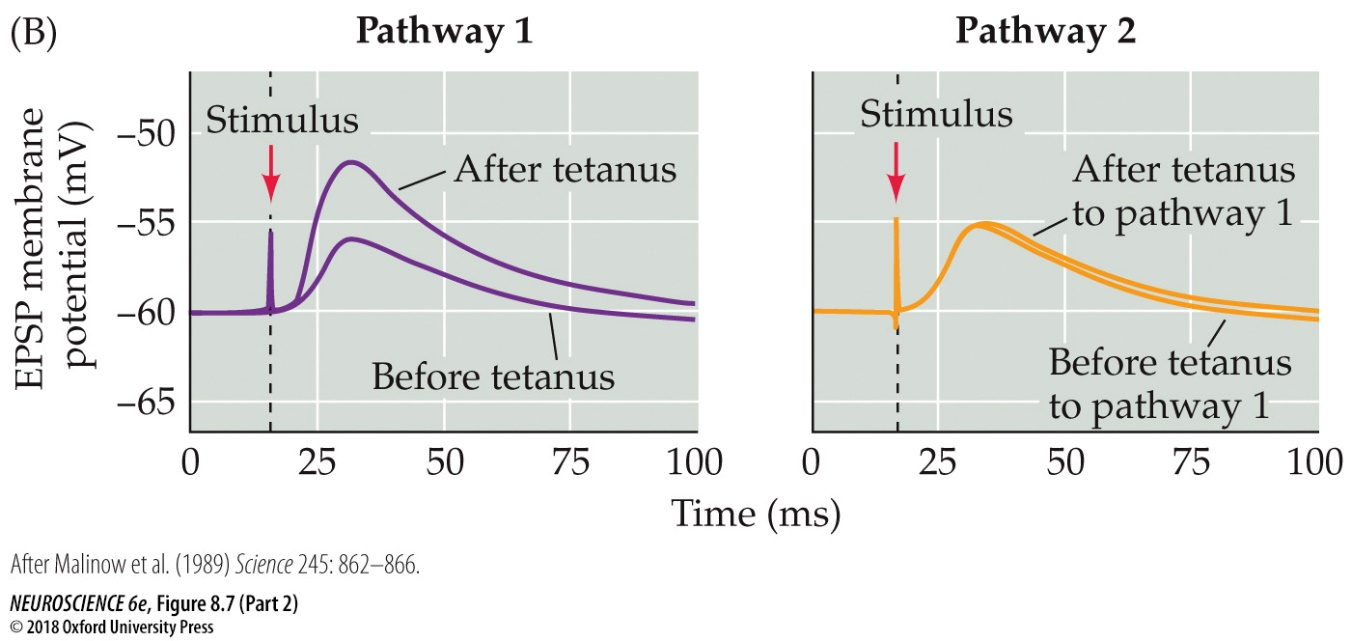 (B)
Pathway 1
Pathway 2
EPSP membrane
potential (mV)
–50
–55
–60
–65
Stimulus
After tetanus
Before tetanus
0 25 50 75 100
Stimulus
After tetanus
to pathway 1
Before tetanus
to pathway 1
0 25 50 75 100
Time (ms)
After Malinow et al. (1989) Science 245: 862–866.
NEUROSCIENCE 6e, Figure 8.7 (Part 2)
© 2018 Oxford University Press